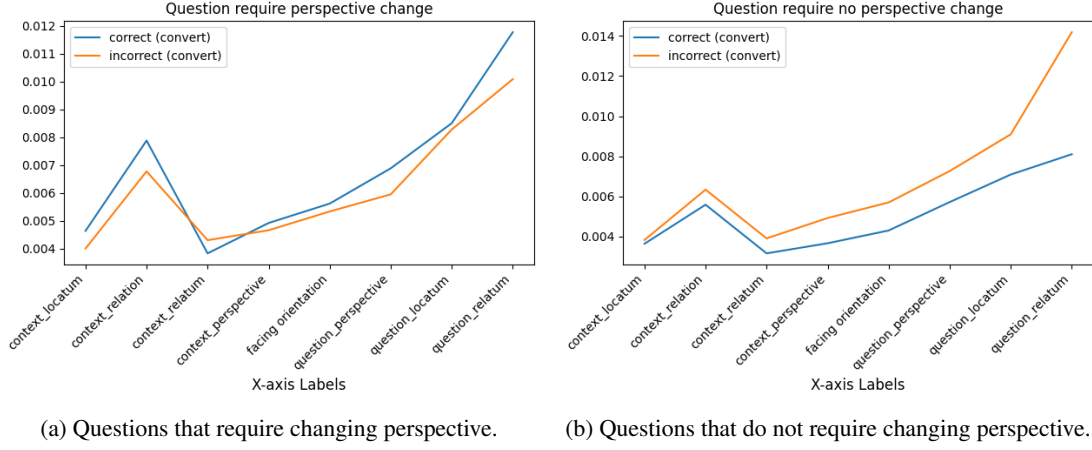 Question require perspective change
0.012
0.011
0.010
0.009
0.008
0.007
0.006
0.005
0.004
correct (convert)
incorrect (convert)
context_locatum
context_relation
context_relatum
context_perspective
facing orientation
question_perspective
question_locatum
question_relatum
X-axis Labels
(a) Questions that require changing perspective.
Question require no perspective change
0.014
0.012
0.010
0.008
0.006
0.004
correct (convert)
incorrect (convert)
context_locatum
context_relation
context_relatum
context_perspective
facing orientation
question_perspective
question_locatum
question_relatum
X-axis Labels
(b) Questions that do not require changing perspective.